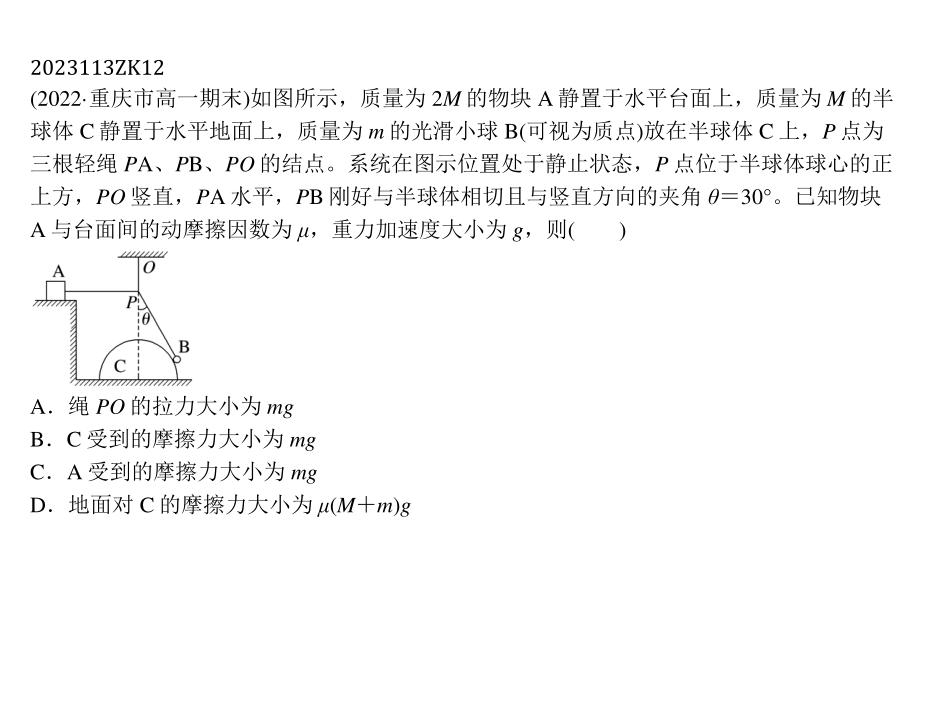 2023113ZK12
(2022·重庆市高一期末)如图所示，质量为 2M 的物块 A 静置于水平台面上，质量为 M 的半
球体 C 静置于水平地面上，质量为 m 的光滑小球 B(可视为质点)放在半球体 C 上，P 点为
三根轻绳 PA、PB、PO 的结点。系统在图示位置处于静止状态，P 点位于半球体球心的正
上方，PO 竖直，PA 水平，PB 刚好与半球体相切且与竖直方向的夹角 θ＝30°。已知物块
A 与台面间的动摩擦因数为 μ，重力加速度大小为 g，则(　　)
O
A
P
θ
B
C
A．绳 PO 的拉力大小为 mg
B．C 受到的摩擦力大小为 mg
C．A 受到的摩擦力大小为 mg
D．地面对 C 的摩擦力大小为 μ(M＋m)g